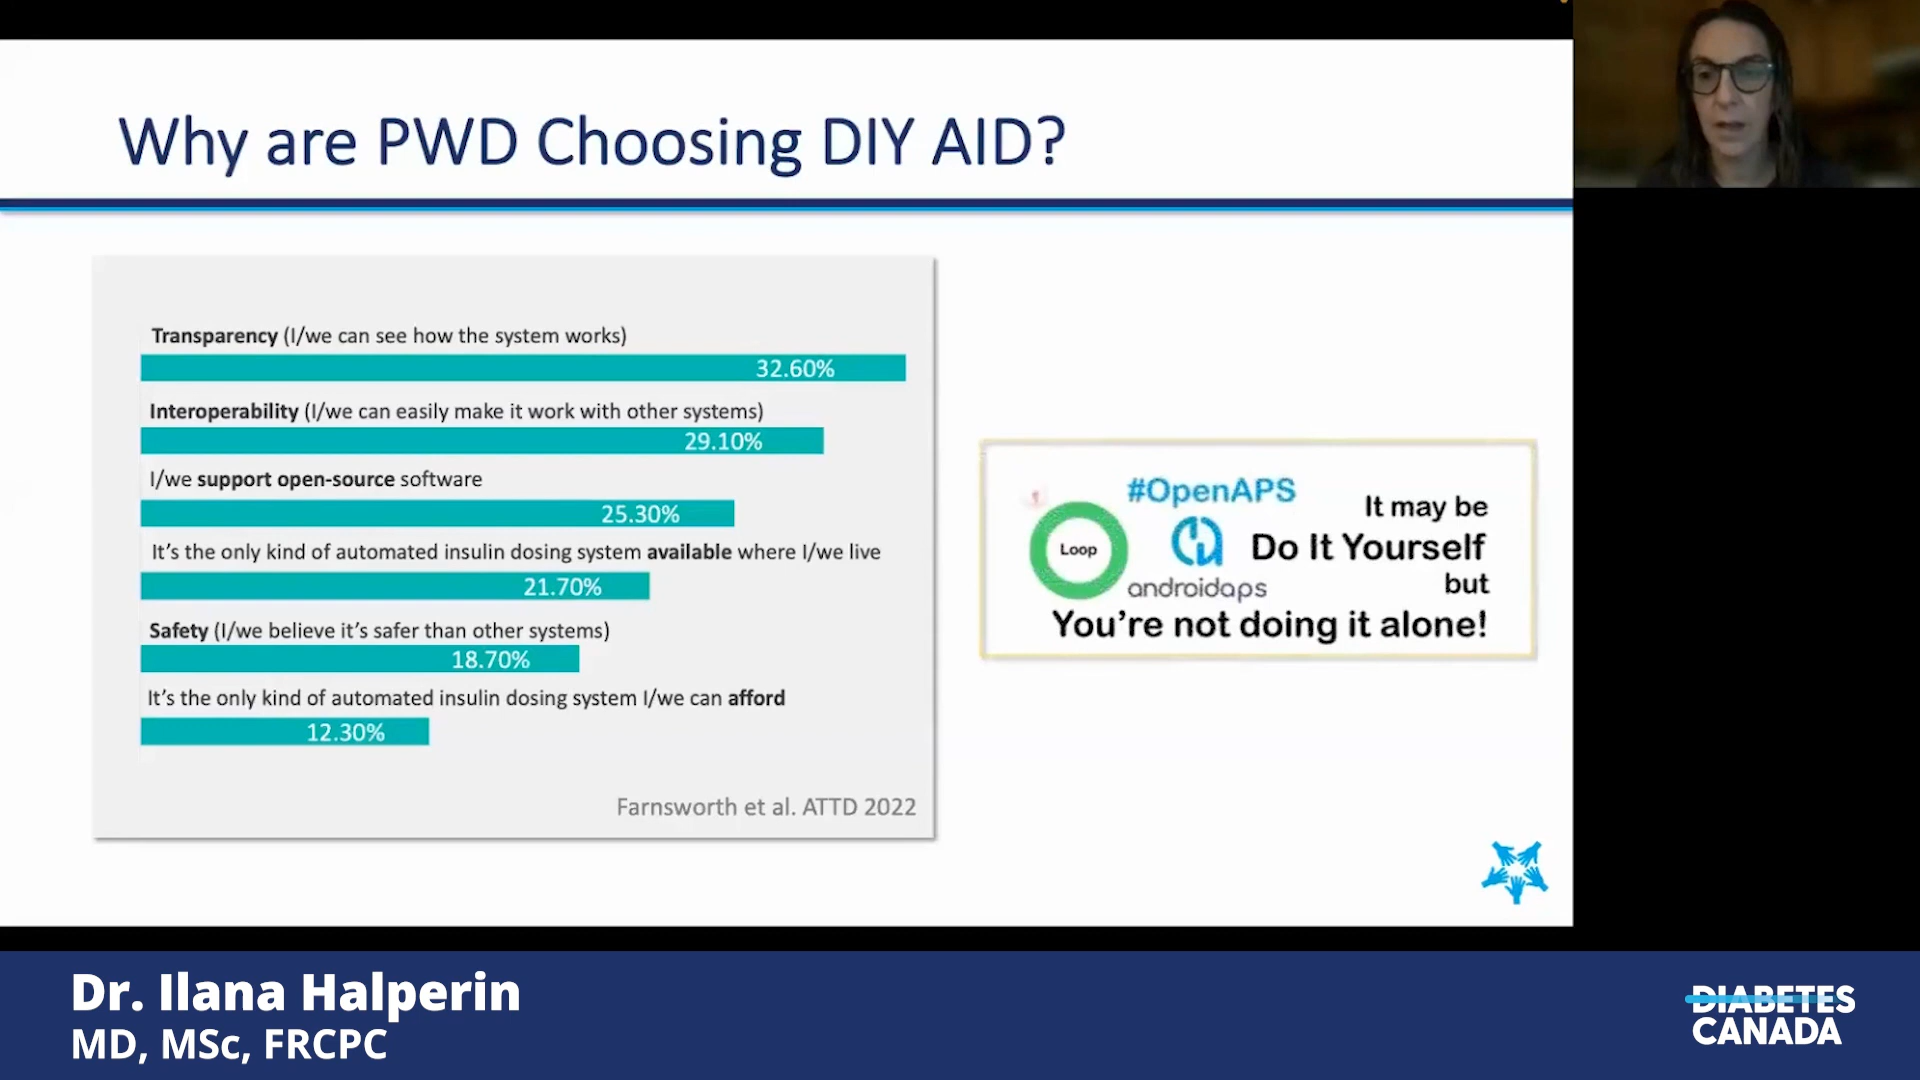 Why are PWD Choosing DIY AID?
Transparency (I/we can see how the system works)
32.60%
Interoperability (I/we can easily make it work with other systems)
29.10%
I/we support open-source software
25.30%
It's the only kind of automated insulin dosing system available where I/we live
21.70%
Safety (I/we believe it's safer than other systems)
18.70%
It's the only kind of automated insulin dosing system I/we can afford
12.30%
Farnsworth et al. ATTD 2022
#OpenAPS
Loop
androidaps
It may be
Do It Yourself
but
You're not doing it alone!
Dr. Ilana Halperin
MD, MSc, FRCPC
DIABETES
CANADA